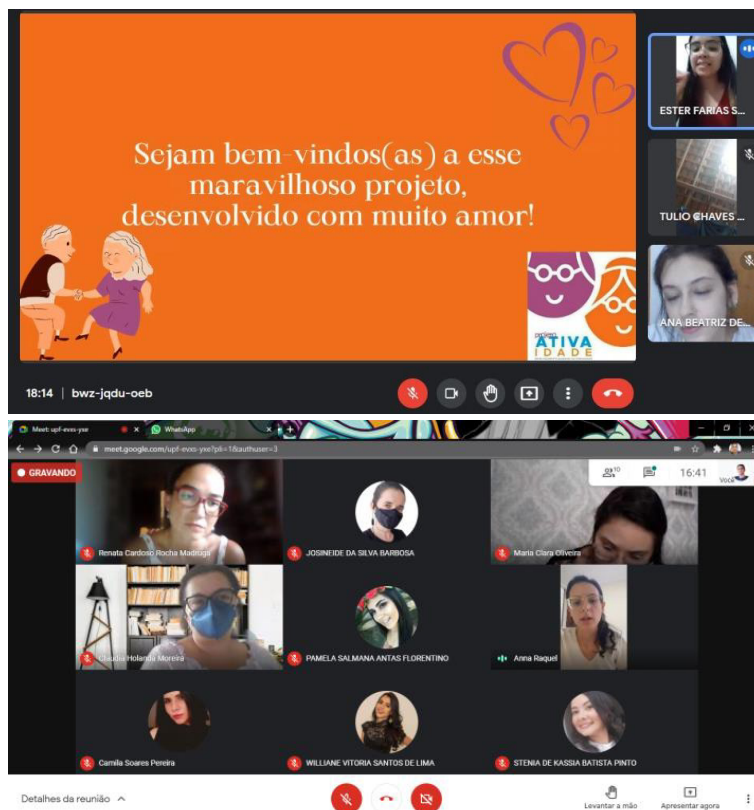 Sejam bem-vindos(as) a esse
maravilhoso projeto,
desenvolvido com muito amor!
projeto
ATIVA
IDADE
ESTER FARIAS S...
TULIO CHAVES ...
ANA BEATRIZ DE...
18:14 | bwz-jqdu-oeb
Meet: upf-evxs-yxe
WhatsApp
meet.google.com/upf-evxs-yxe?pli=1&authuser=3
GRAVANDO
10
16:41
Você
Renata Cardoso Rocha Madruga
JOSINEIDE DA SILVA BARBOSA
Maria Clara Oliveira
Claudia Holanda Moreira
PAMELA SALMANA ANTAS FLORENTINO
Anna Raquel
Camila Soares Pereira
WILLIANE VITORIA SANTOS DE LIMA
STENIA DE KASSIA BATISTA PINTO
Detalhes da reunião
Levantar a mão
Apresentar agora